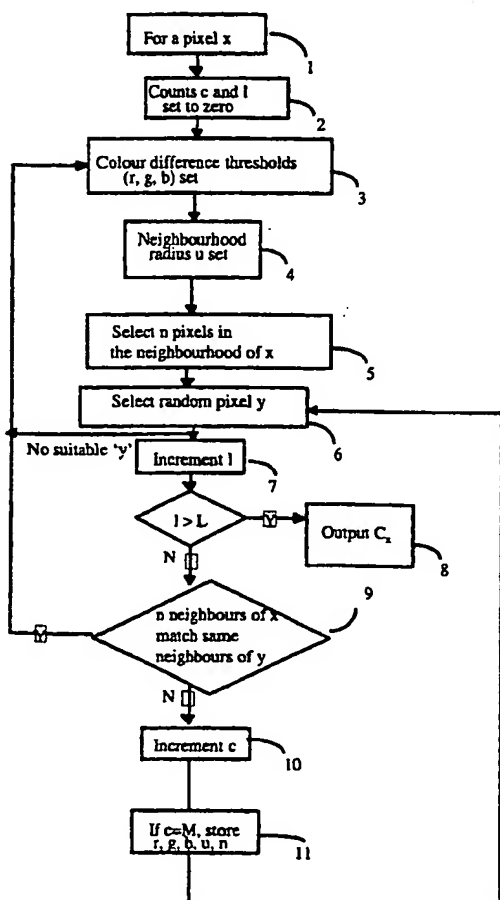 For a pixel x
1
Counts c and l
set to zero
2
Colour difference thresholds
(r, g, b) set
3
Neighbourhood
radius u set
4
Select n pixels in
the neighbourhood of x
5
Select random pixel y
6
No suitable 'y'
Increment l
7
l > L
Y
Output Cx
8
N
9
n neighbours of x
match same
neighbours of y
Y
N
Increment c
10
If c=M, store
r, g, b, u, n
11